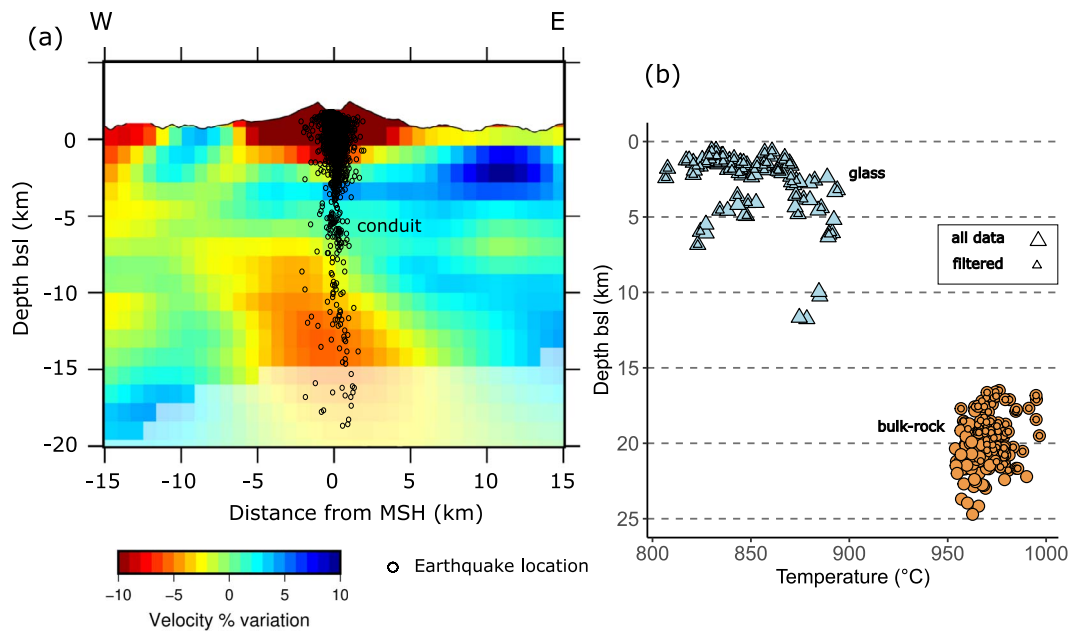 W
E
(a)
0
-5
-10
-15
-20
Depth bsl (km)
conduit
-15
-10
-5
0
5
10
15
Distance from MSH (km)
−10
−5
0
5
10
Velocity % variation
Earthquake location
(b)
0
5
10
15
20
25
Depth bsl (km)
glass
all data
filtered
bulk-rock
800
850
900
950
1000
Temperature (°C)